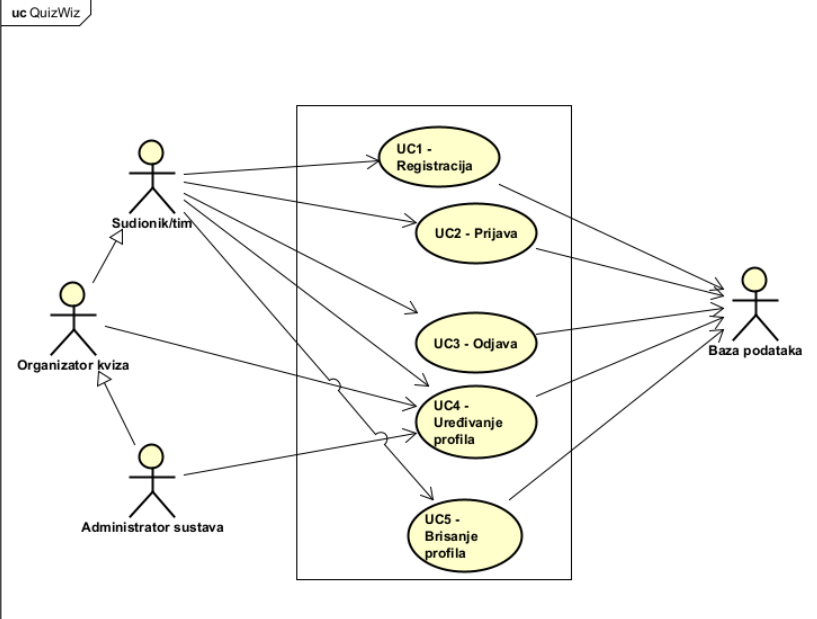 uc QuizWiz
UC1 -
Registracija
Sudionik/tim
UC2 - Prijava
UC3 - Odjava
Baza podataka
Organizator kviza
UC4 -
Uređivanje
profila
Administrator sustava
UC5 -
Brisanje
profila